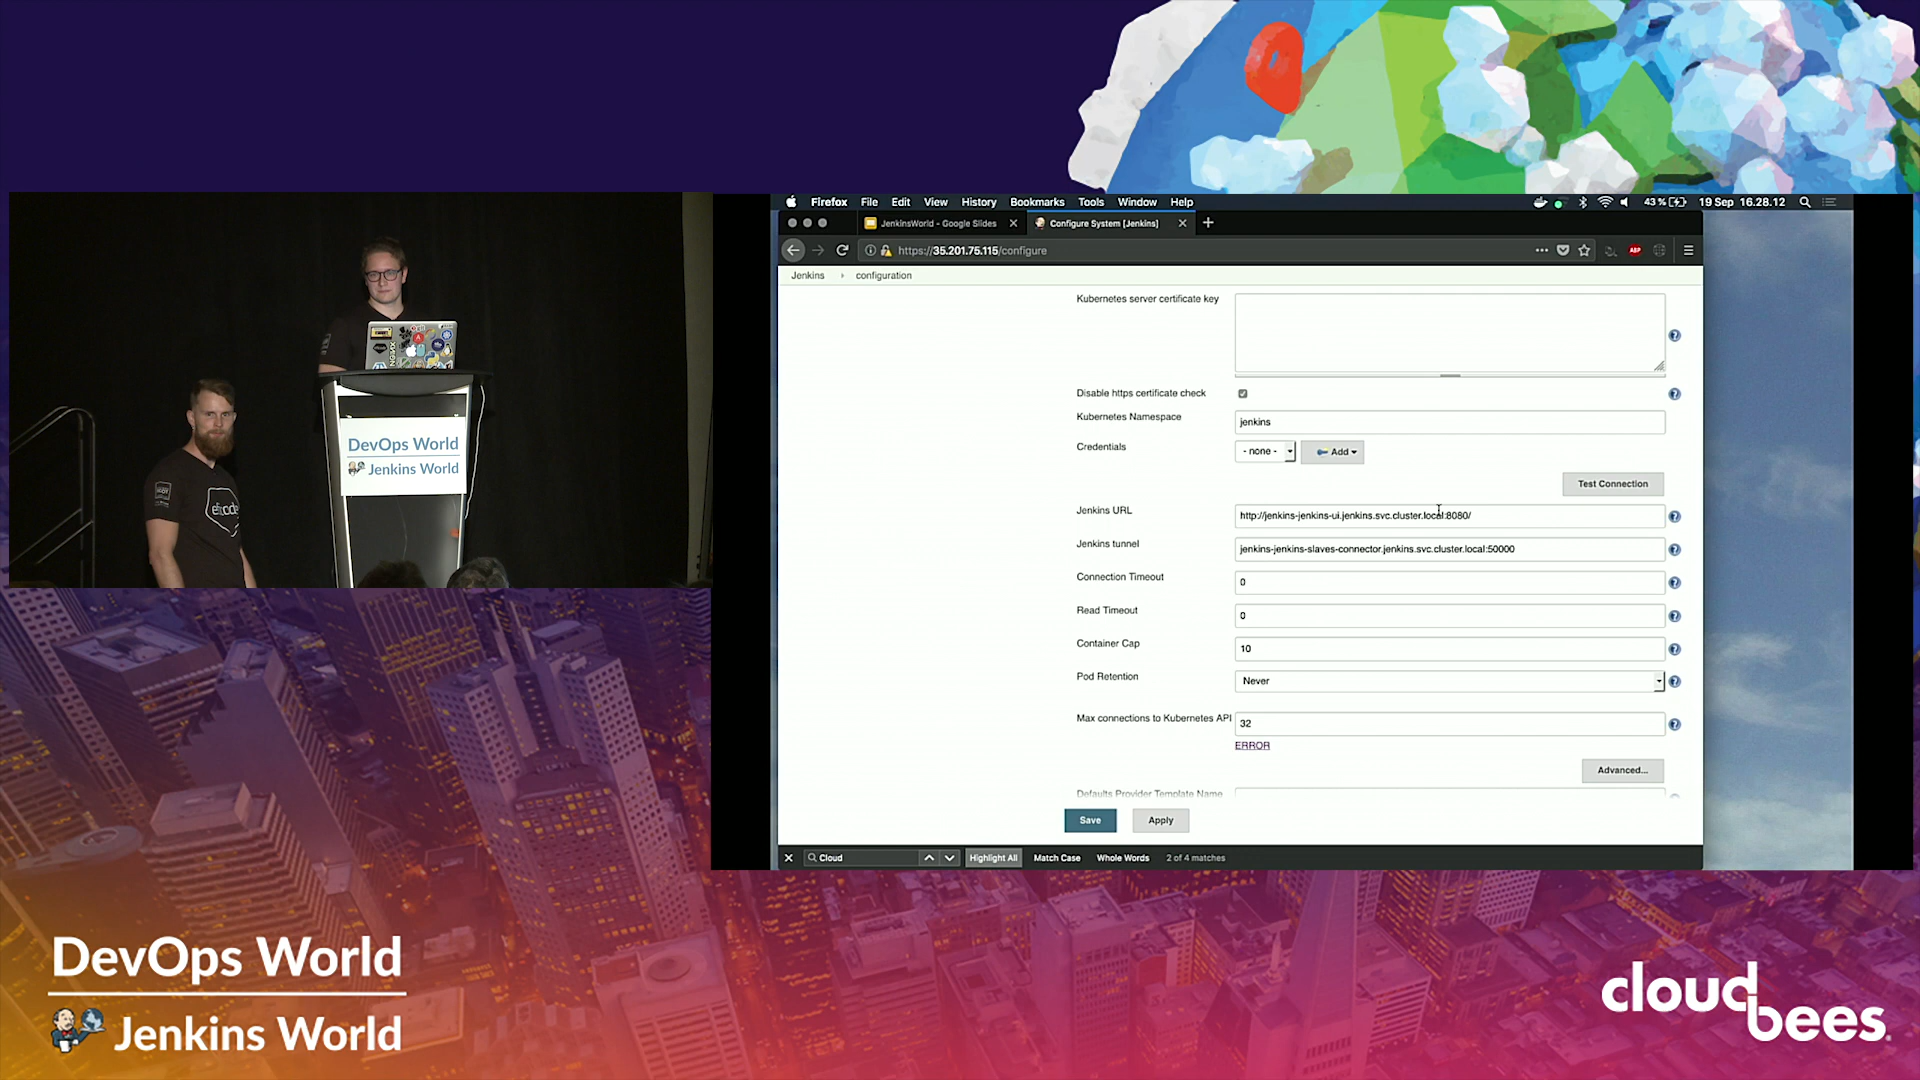 Firefox File Edit View History Bookmarks Tools Window Help
43% 19 Sep 16.28.12
JenkinsWorld - Google Slides
Configure System [Jenkins]
https://35.201.75.115/configure
ABP
Jenkins configuration
Kubernetes server certificate key
Disable https certificate check
Kubernetes Namespace
jenkins
Credentials
- none -
Add
Test Connection
Jenkins URL
http://jenkins-jenkins-ui.jenkins.svc.cluster.local:8080/
Jenkins tunnel
jenkins-jenkins-slaves-connector.jenkins.svc.cluster.local:50000
Connection Timeout
0
Read Timeout
0
Container Cap
10
Pod Retention
Never
Max connections to Kubernetes API
32
ERROR
Advanced...
Defaults Provider Template Name
Save
Apply
Cloud
Highlight All
Match Case
Whole Words
2 of 4 matches
DevOps World
Jenkins World
eficode
DevOps World
Jenkins World
cloudbees